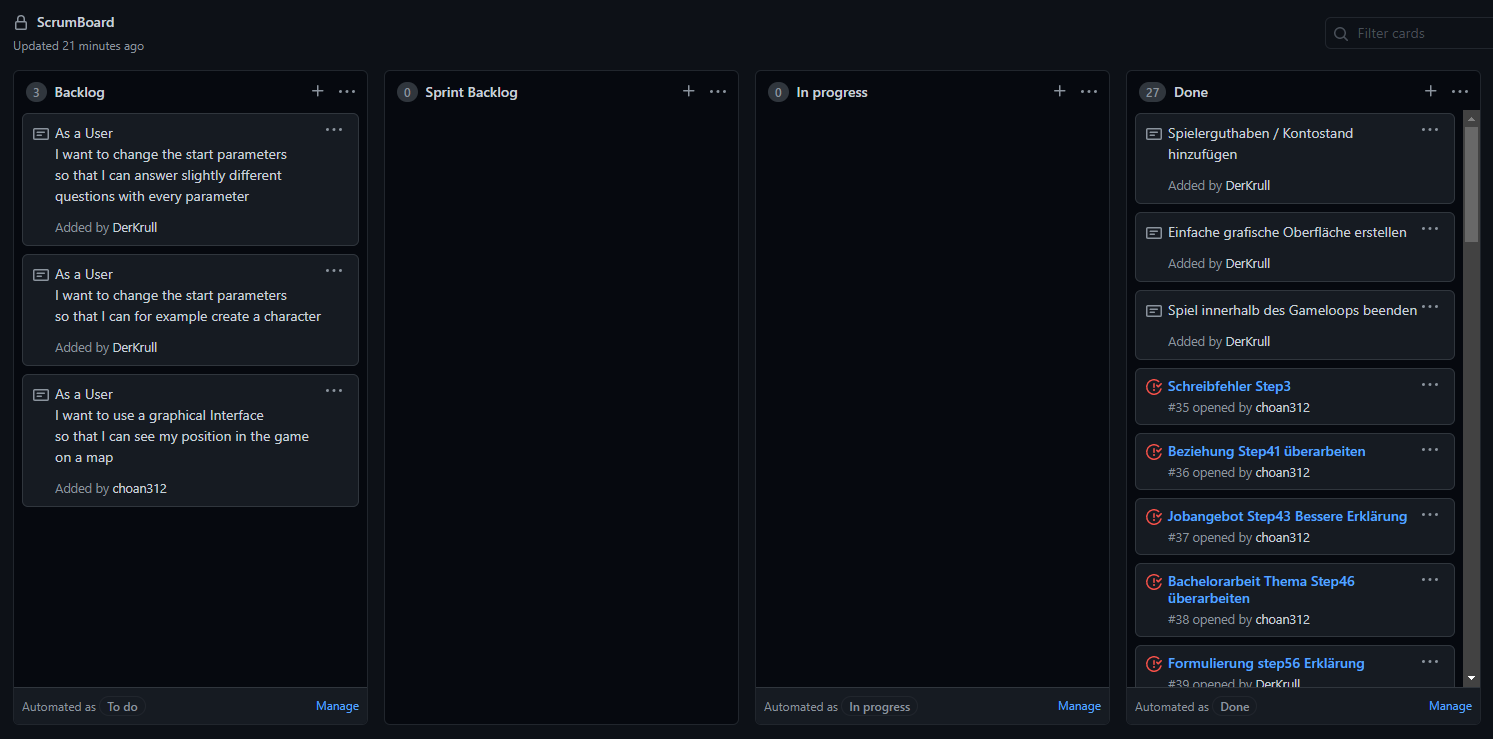 ScrumBoard
Updated 21 minutes ago
Filter cards
3 Backlog
As a User
I want to change the start parameters
so that I can answer slightly different
questions with every parameter
Added by DerKrull
As a User
I want to change the start parameters
so that I can for example create a character
Added by DerKrull
As a User
I want to use a graphical Interface
so that I can see my position in the game
on a map
Added by choan312
Automated as To do
Manage
0 Sprint Backlog
0 In progress
Automated as In progress
Manage
27 Done
Spielerguthaben / Kontostand
hinzufügen
Added by DerKrull
Einfache grafische Oberfläche erstellen
Added by DerKrull
Spiel innerhalb des Gameloops beenden
Added by DerKrull
Schreibfehler Step3
#35 opened by choan312
Beziehung Step41 überarbeiten
#36 opened by choan312
Jobangebot Step43 Bessere Erklärung
#37 opened by choan312
Bachelorarbeit Thema Step46
überarbeiten
#38 opened by choan312
Formulierung step56 Erklärung
#39 opened by DerKrull
Automated as Done
Manage